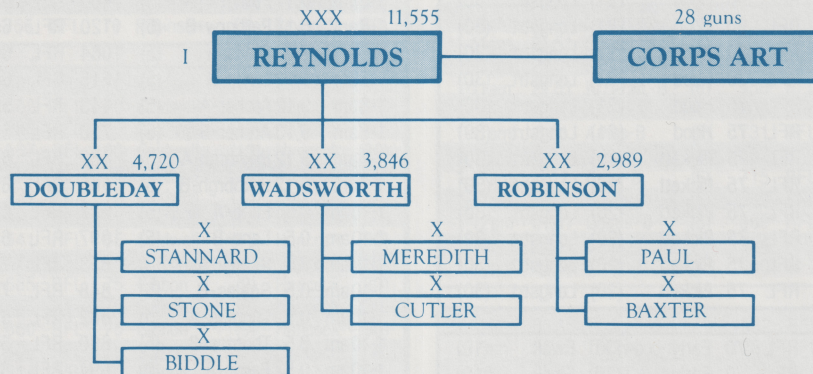 XXX 11,555 28 guns
I REYNOLDS CORPS ART
XX 4,720 XX 3,846 XX 2,989
DOUBLEDAY WADSWORTH ROBINSON
X X X
STANNARD MEREDITH PAUL
X X X
STONE CUTLER BAXTER
X
BIDDLE